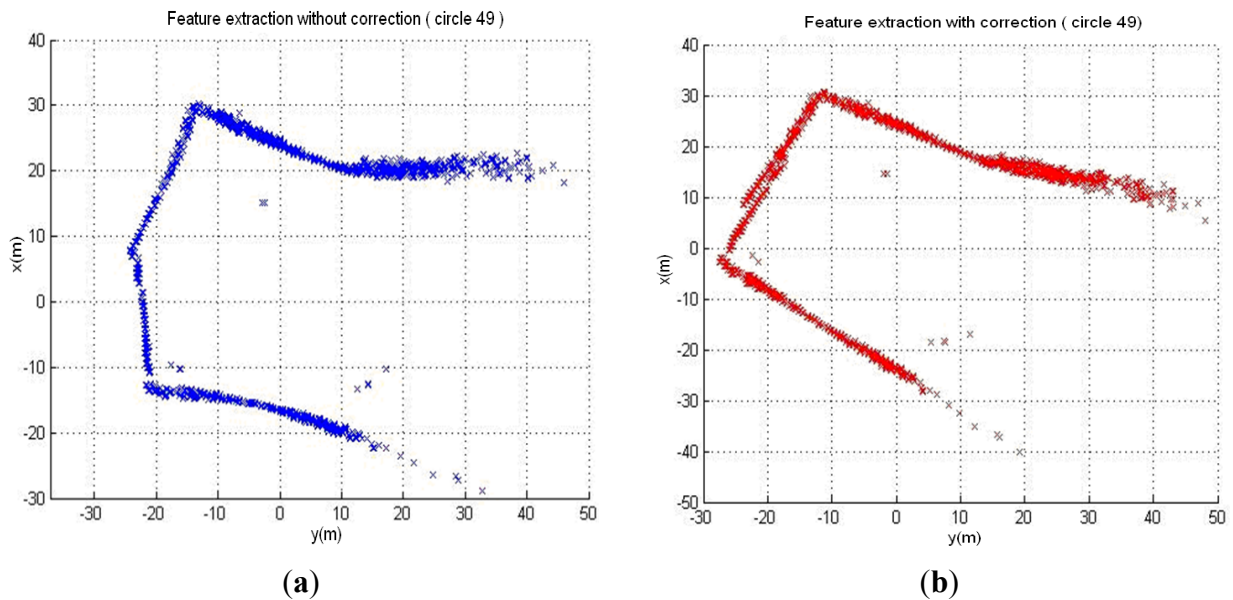 Feature extraction without correction ( circle 49 )
40
30
20
10
0
-10
-20
-30
x(m)
-30 -20 -10 0 10 20 30 40 50
y(m)
(a)
Feature extraction with correction ( circle 49)
40
30
20
10
0
-10
-20
-30
-40
-50
x(m)
-30 -20 -10 0 10 20 30 40 50
y(m)
(b)